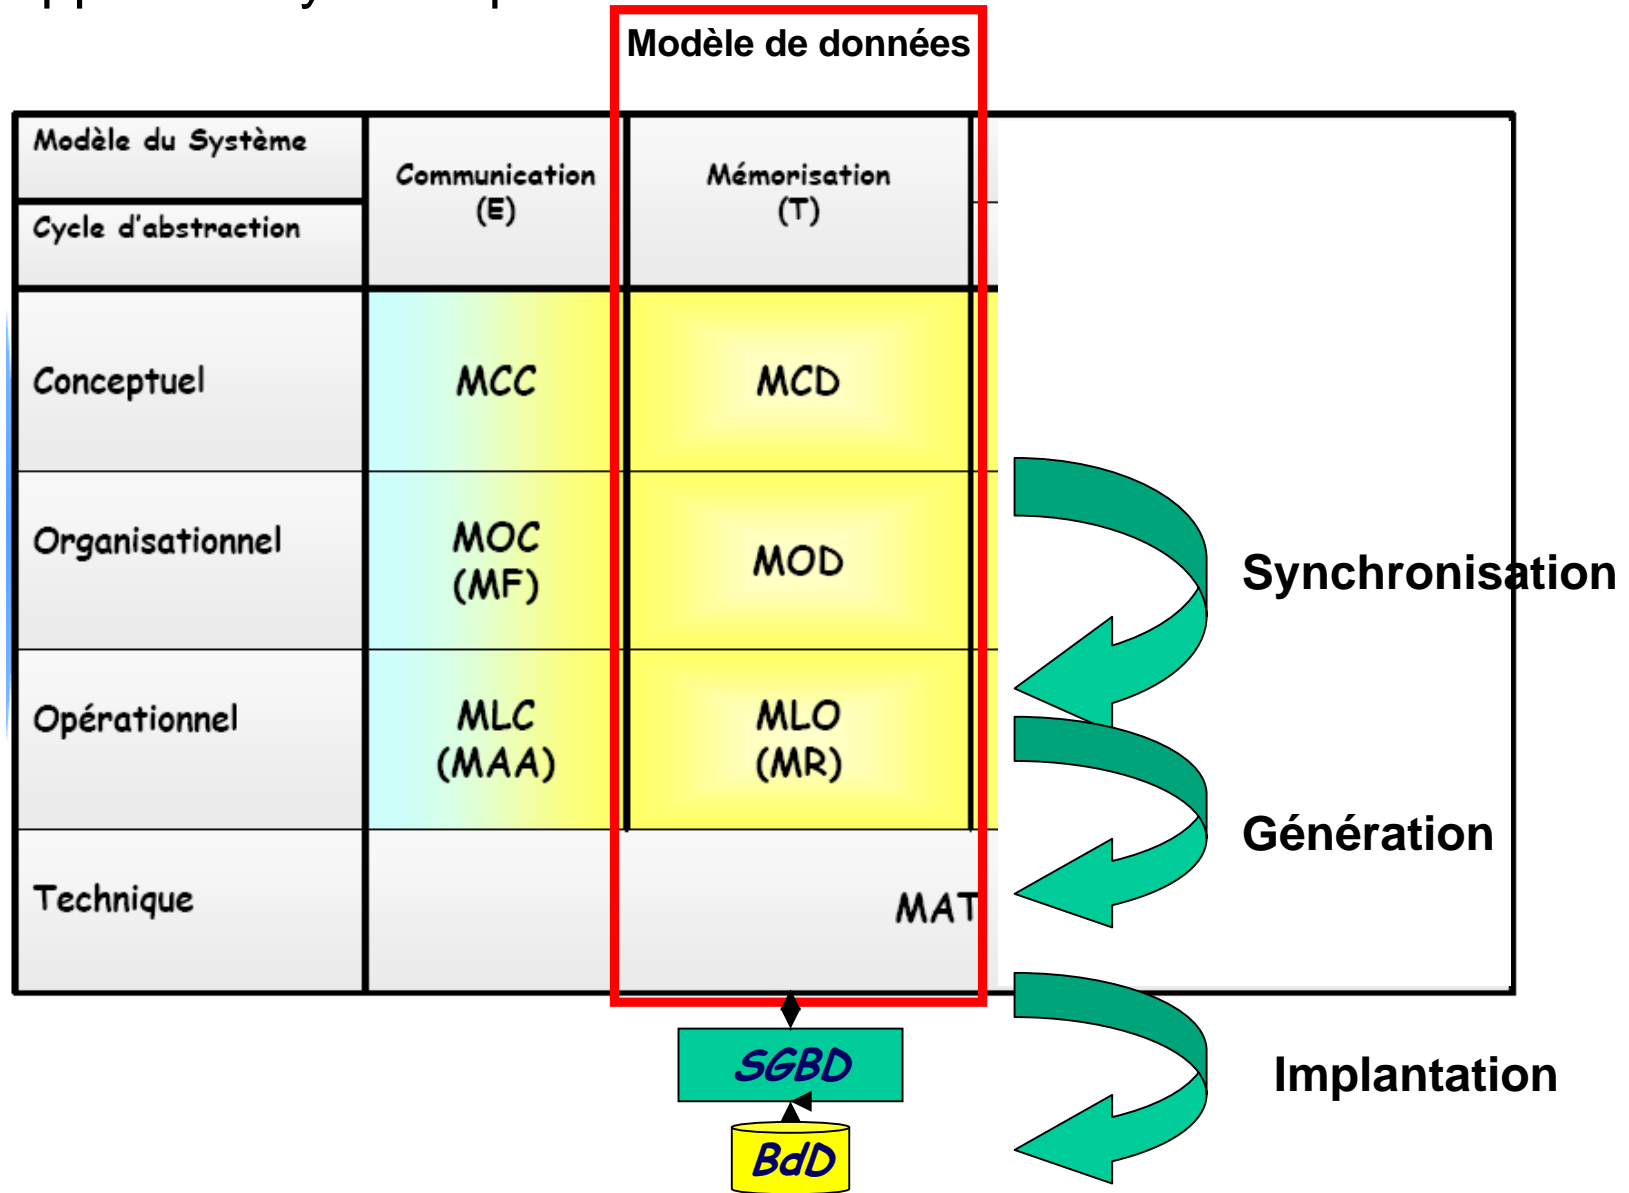 Modèle de données
Modèle du Système
Cycle d'abstraction
Communication
(E)
Mémorisation
(T)
Conceptuel
MCC
MCD
Organisationnel
MOC
(MF)
MOD
Synchronisation
Opérationnel
MLC
(MAA)
MLO
(MR)
Génération
Technique
MAT
SGBD
Implantation
BdD